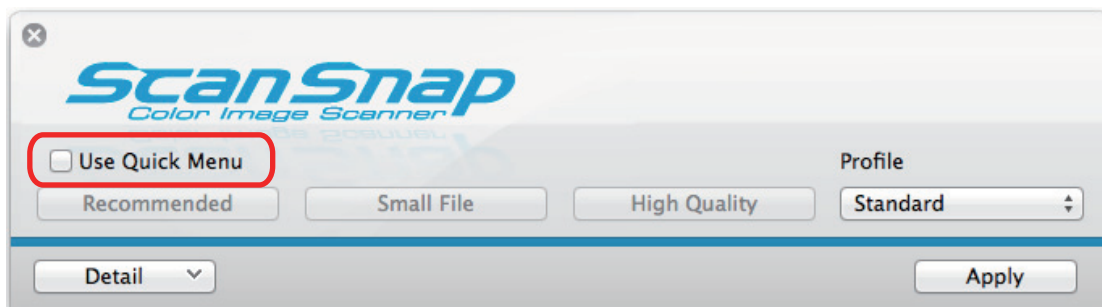 ScanSnap
Color Image Scanner
Use Quick Menu
Profile
Recommended
Small File
High Quality
Standard
Detail
Apply